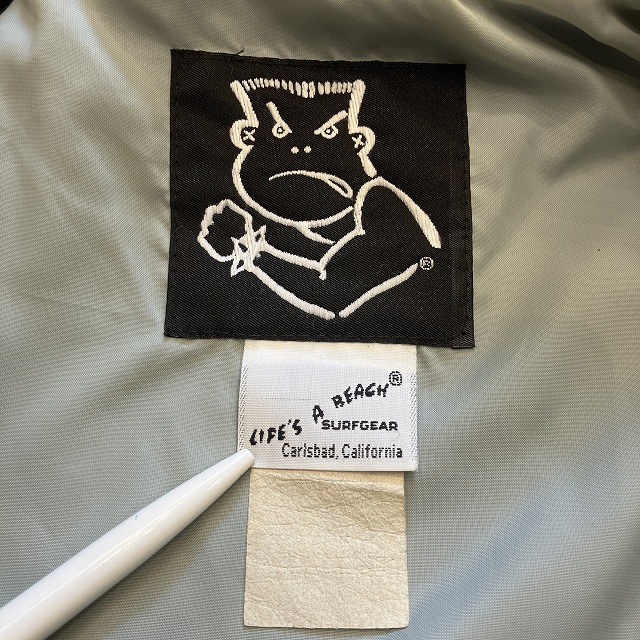 ®
LIFE'S A BEACH®
SURFGEAR
Carlsbad, California